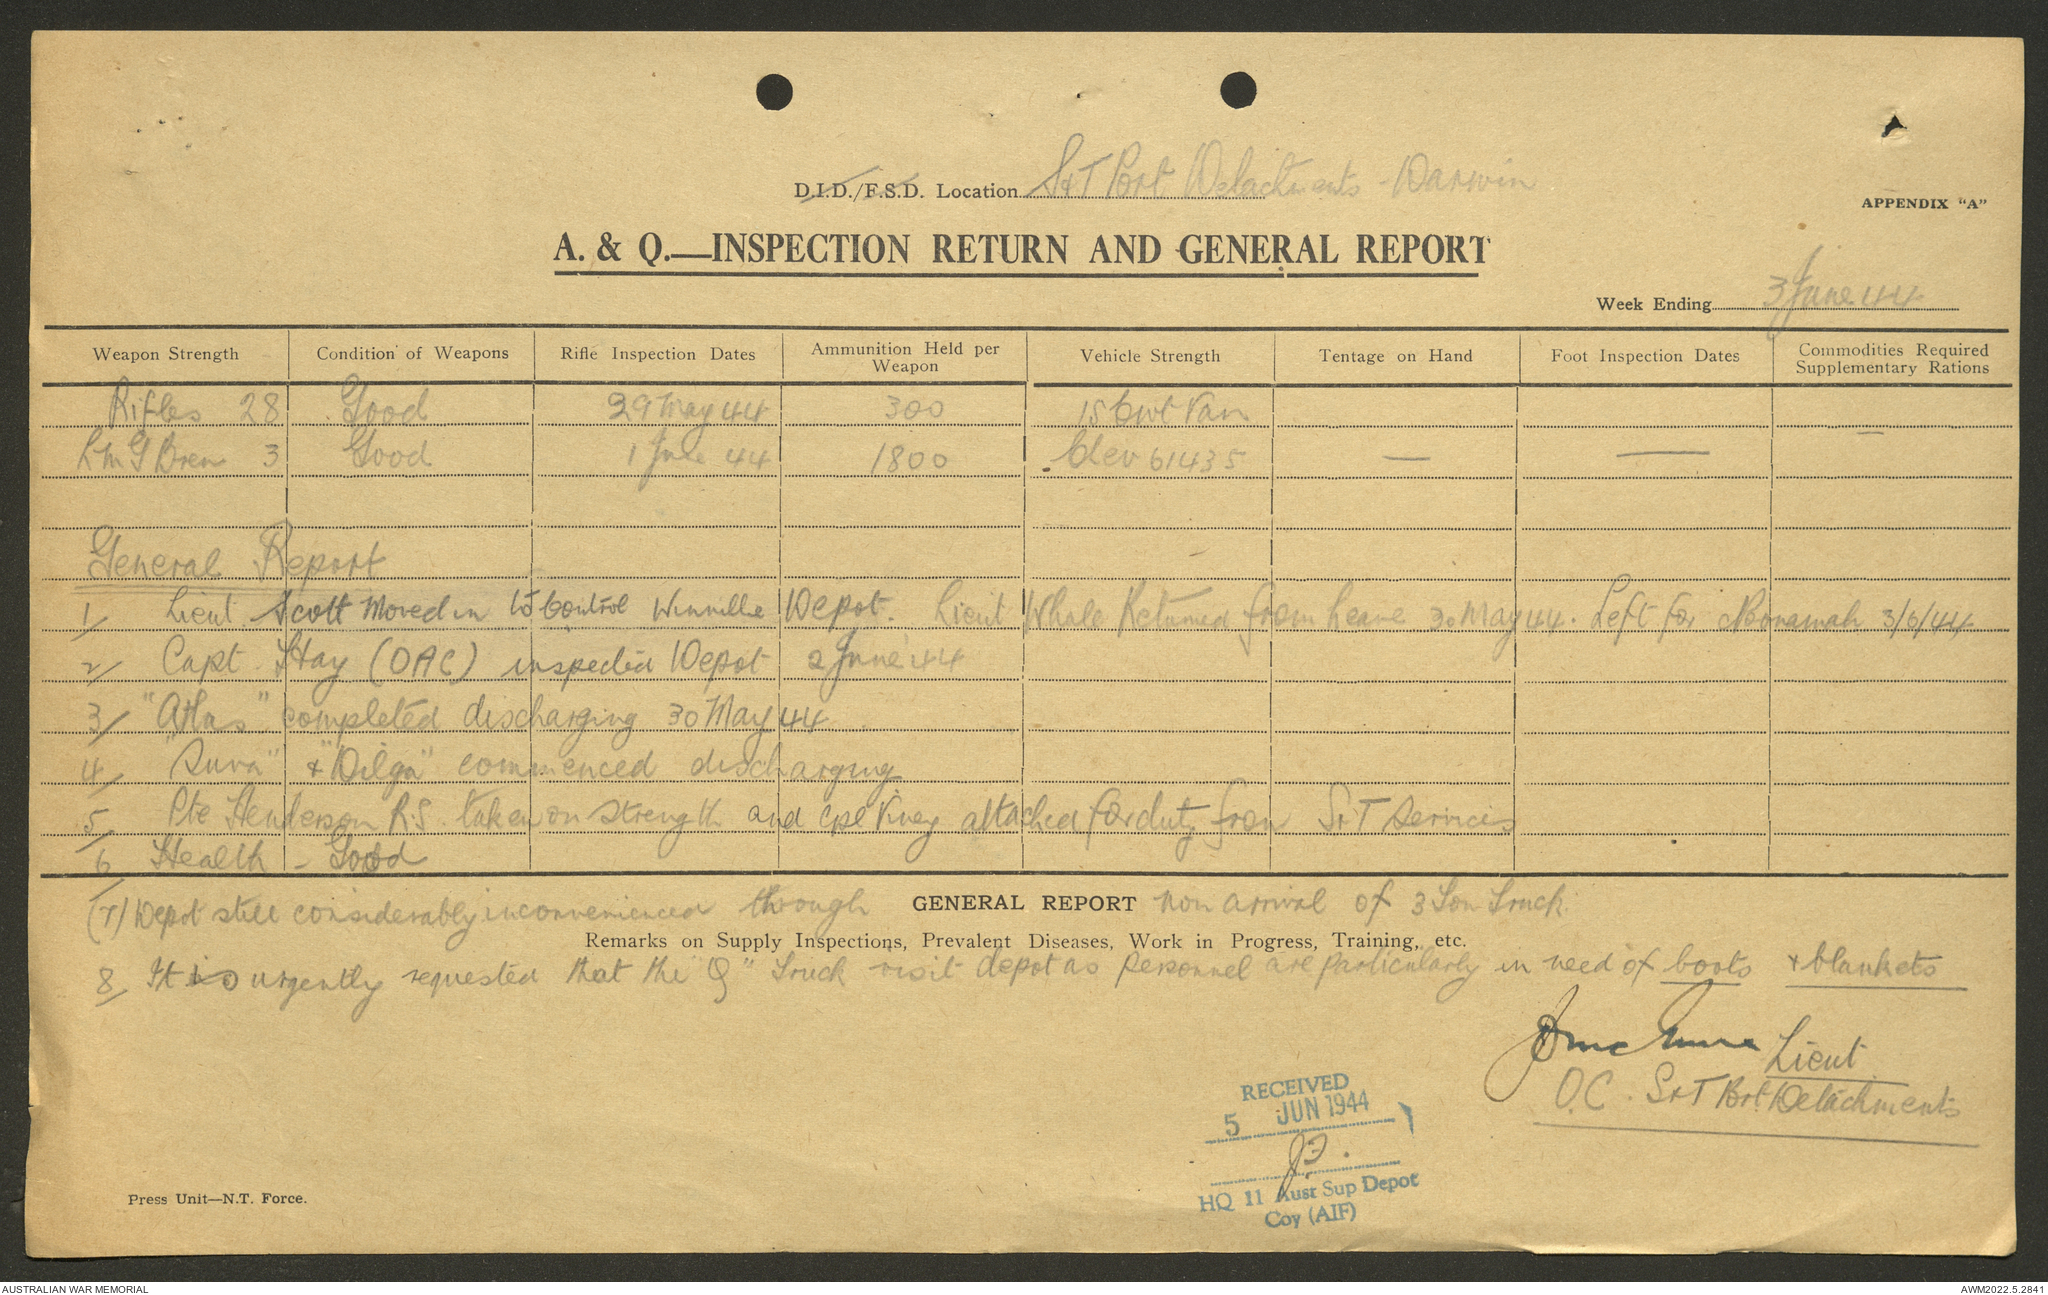 D.I.D./F.S.D. Location S & T Port Detachments - Darwin
APPENDIX "A"
A. & Q.—INSPECTION RETURN AND GENERAL REPORT
Week Ending 3 June 44
Weapon Strength Condition of Weapons Rifle Inspection Dates Ammunition Held per Weapon Vehicle Strength Tentage on Hand Foot Inspection Dates Commodities Required Supplementary Rations
Rifles 28 Good 29 May 44 300 15 Cwt Van —
LMG Bren 3 Good 1 June 44 1800 Chev 61435 — —
General Report
1/ Lieut. Scott moved in to control Winnellie Depot. Lieut Whale Returned from Leave 30 May 44. Left for 3/6/44
2/ Capt Hay (OAC) inspected Depot 2 June 44
3/ "Atlas" completed discharging 30 May 44
4/ "Suva" & "Dilga" commenced discharging
5/ Pte Henderson R.S. taken on strength and Cpl attached for duty from S & T Services
6/ Health - Good
(7) Depot still considerably inconvenienced through non arrival of 3 Ton Truck.
GENERAL REPORT
Remarks on Supply Inspections, Prevalent Diseases, Work in Progress, Training, etc.
8/ It is urgently requested that the "Q" Truck visit depot as personnel are particularly in need of boots & blankets
Lieut.
O.C. S & T Port Detachments
RECEIVED
5 JUN 1944
HQ 11 Aust Sup Depot
Coy (AIF)
Press Unit—N.T. Force.
AUSTRALIAN WAR MEMORIAL
AWM2022.5.2841